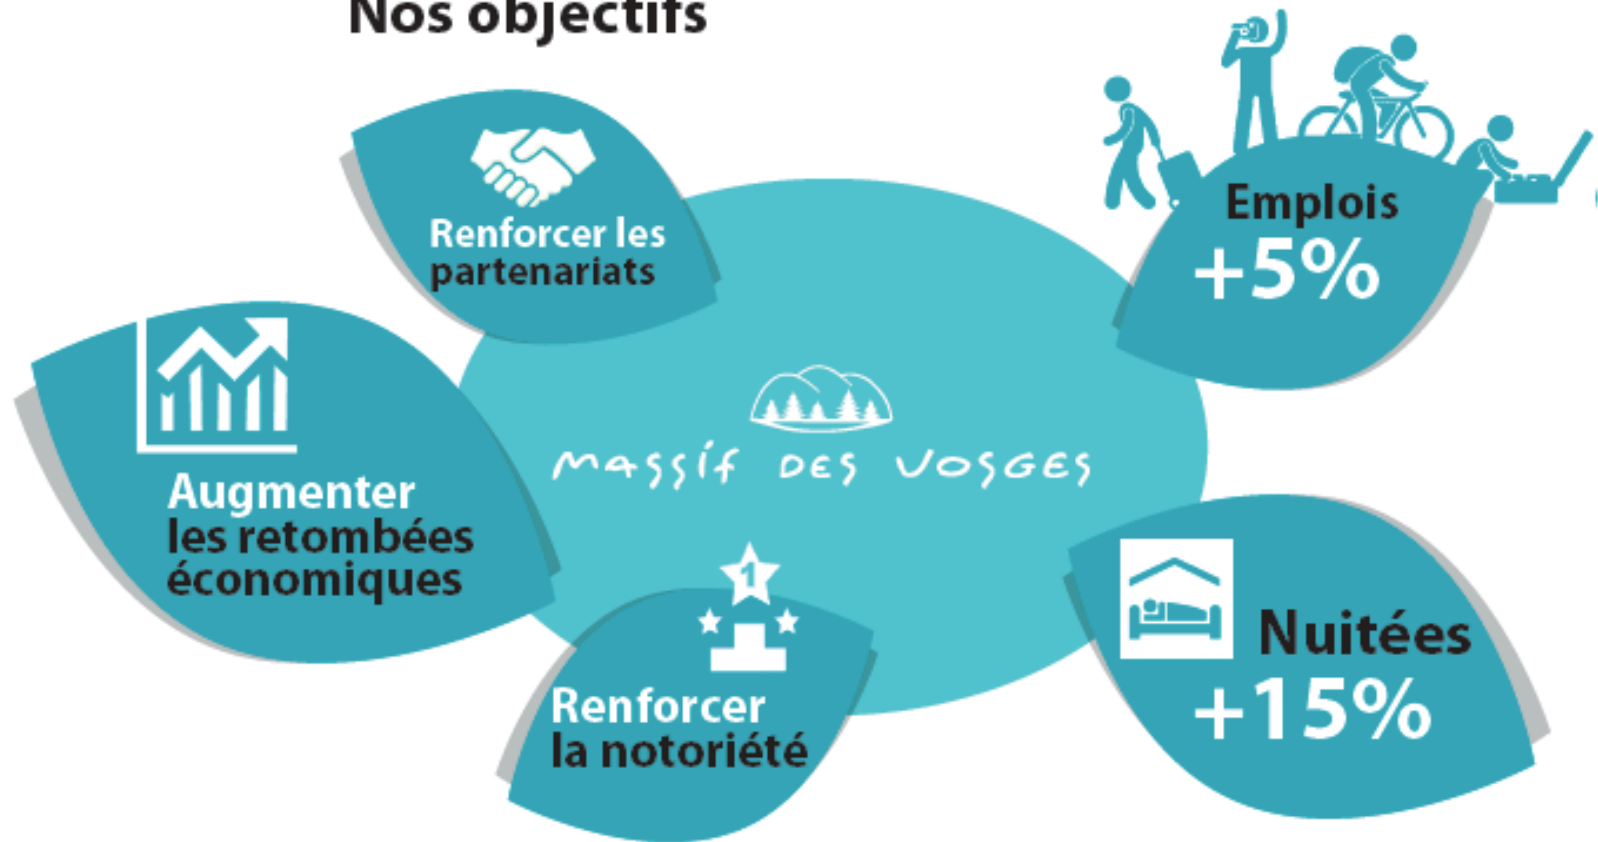 Nos objectifs
Renforcer les
partenariats
Emplois
+5%
Augmenter
les retombées
économiques
MASSIF DES VOSGES
1
Renforcer
la notoriété
Nuitées
+15%